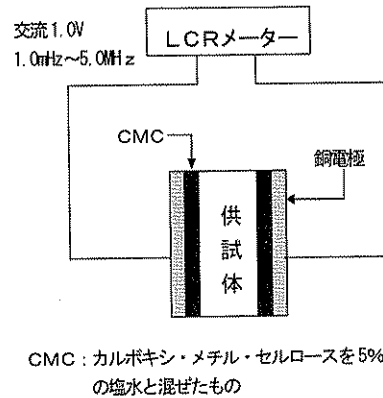 交流1.0V
1.0mHz～5.0MHz
LCRメーター
CMC
銅電極
供試体
CMC：カルボキシ・メチル・セルロースを5%
の塩水と混ぜたもの